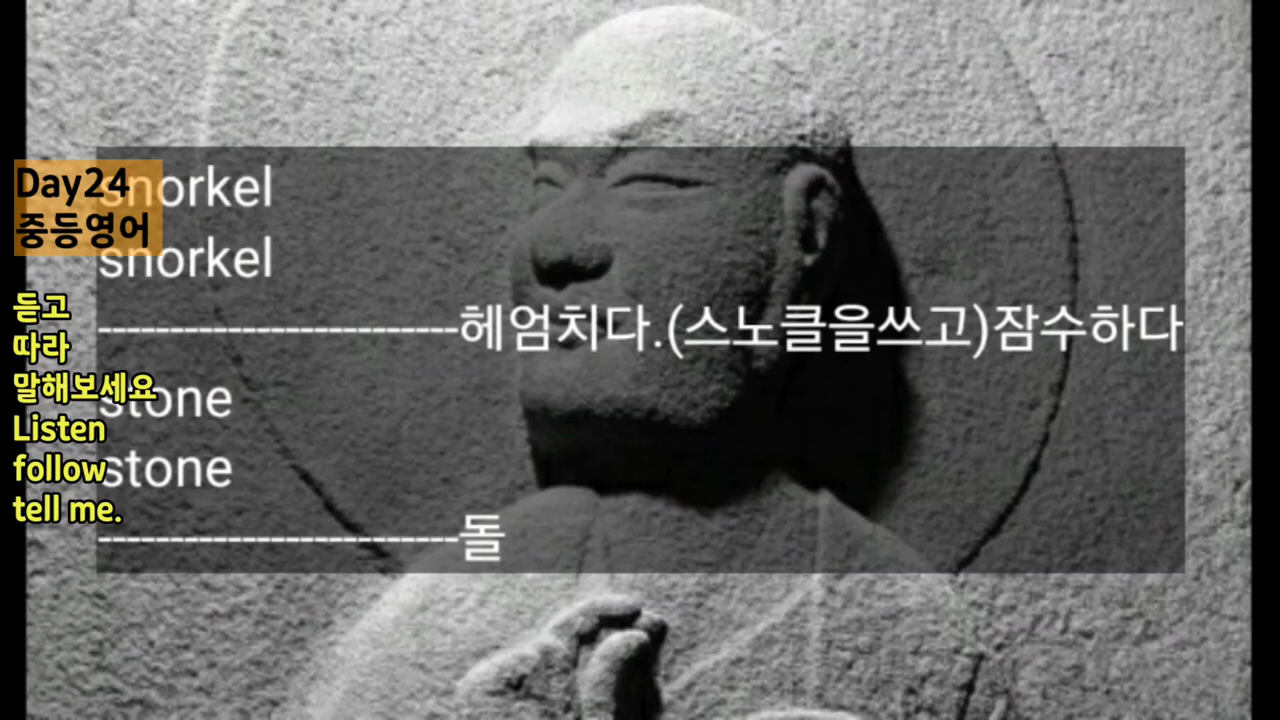 Day24
중등영어
듣고
따라
말해보세요
Listen
follow
tell me.
snorkel
snorkel
-------------------------헤엄치다.(스노클을쓰고)잠수하다
stone
stone
-------------------------돌